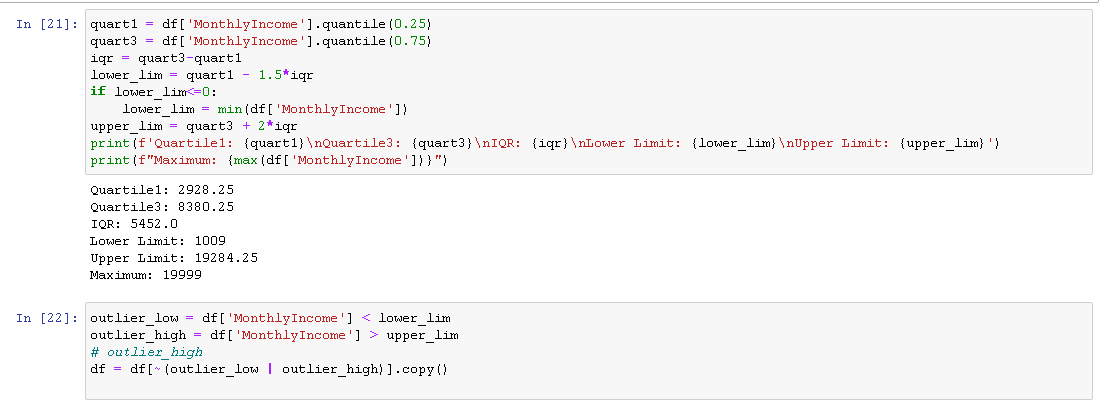 In [21]: quart1 = df['MonthlyIncome'].quantile(0.25)
quart3 = df['MonthlyIncome'].quantile(0.75)
iqr = quart3-quart1
lower_lim = quart1 - 1.5*iqr
if lower_lim<=0:
    lower_lim = min(df['MonthlyIncome'])
upper_lim = quart3 + 2*iqr
print(f'Quartile1: {quart1}\nQuartile3: {quart3}\nIQR: {iqr}\nLower Limit: {lower_lim}\nUpper Limit: {upper_lim}')
print(f"Maximum: {max(df['MonthlyIncome'])}")
Quartile1: 2928.25
Quartile3: 8380.25
IQR: 5452.0
Lower Limit: 1009
Upper Limit: 19284.25
Maximum: 19999
In [22]: outlier_low = df['MonthlyIncome'] < lower_lim
outlier_high = df['MonthlyIncome'] > upper_lim
# outlier_high
df = df[~(outlier_low | outlier_high)].copy()